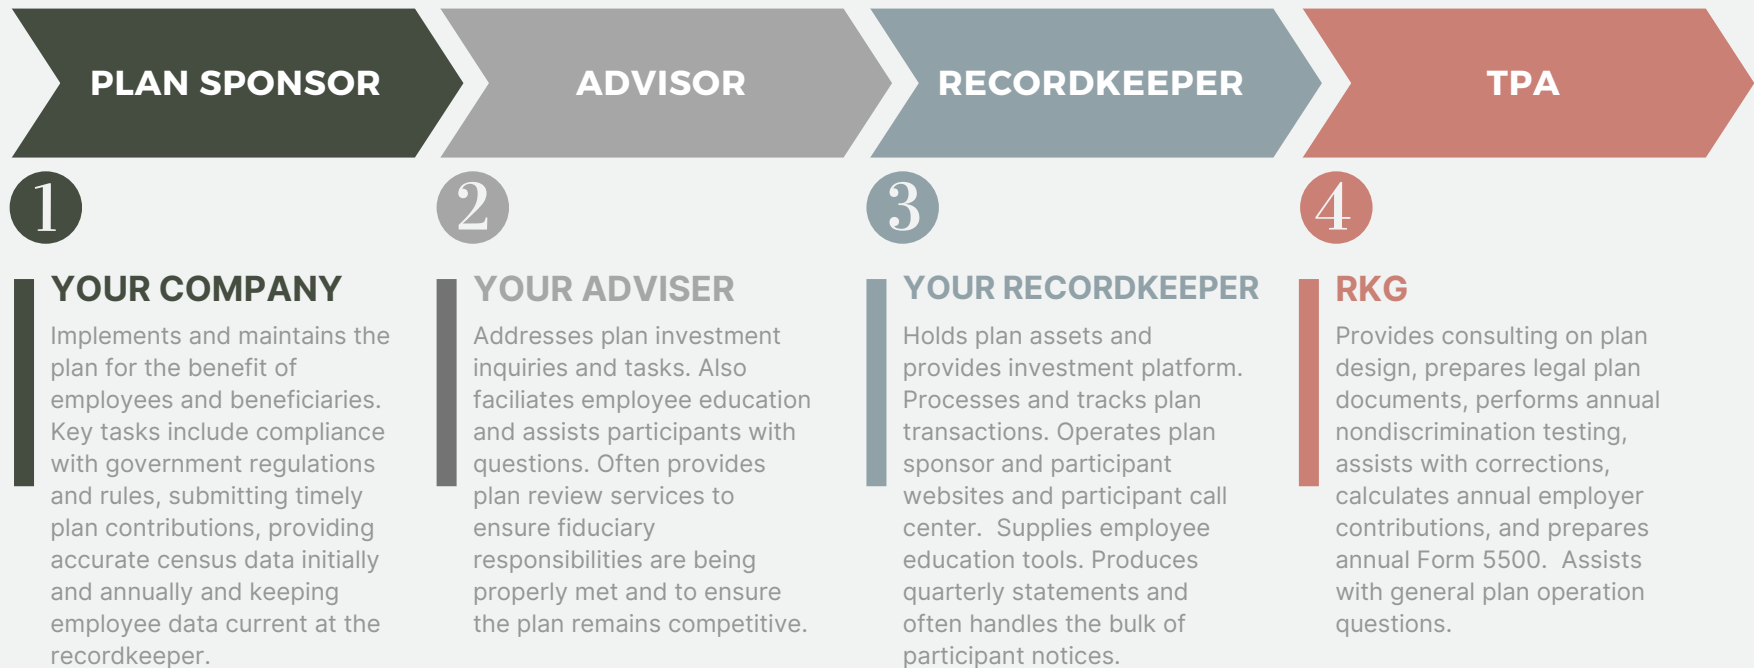 PLAN SPONSOR
ADVISOR
RECORDKEEPER
TPA
1
2
3
4
YOUR COMPANY
Implements and maintains the
plan for the benefit of
employees and beneficiaries.
Key tasks include compliance
with government regulations
and rules, submitting timely
plan contributions, providing
accurate census data initially
and annually and keeping
employee data current at the
recordkeeper.
YOUR ADVISER
Addresses plan investment
inquiries and tasks. Also
faciliates employee education
and assists participants with
questions. Often provides
plan review services to
ensure fiduciary
responsibilities are being
properly met and to ensure
the plan remains competitive.
YOUR RECORDKEEPER
Holds plan assets and
provides investment platform.
Processes and tracks plan
transactions. Operates plan
sponsor and participant
websites and participant call
center.  Supplies employee
education tools. Produces
quarterly statements and
often handles the bulk of
participant notices.
RKG
Provides consulting on plan
design, prepares legal plan
documents, performs annual
nondiscrimination testing,
assists with corrections,
calculates annual employer
contributions, and prepares
annual Form 5500.  Assists
with general plan operation
questions.